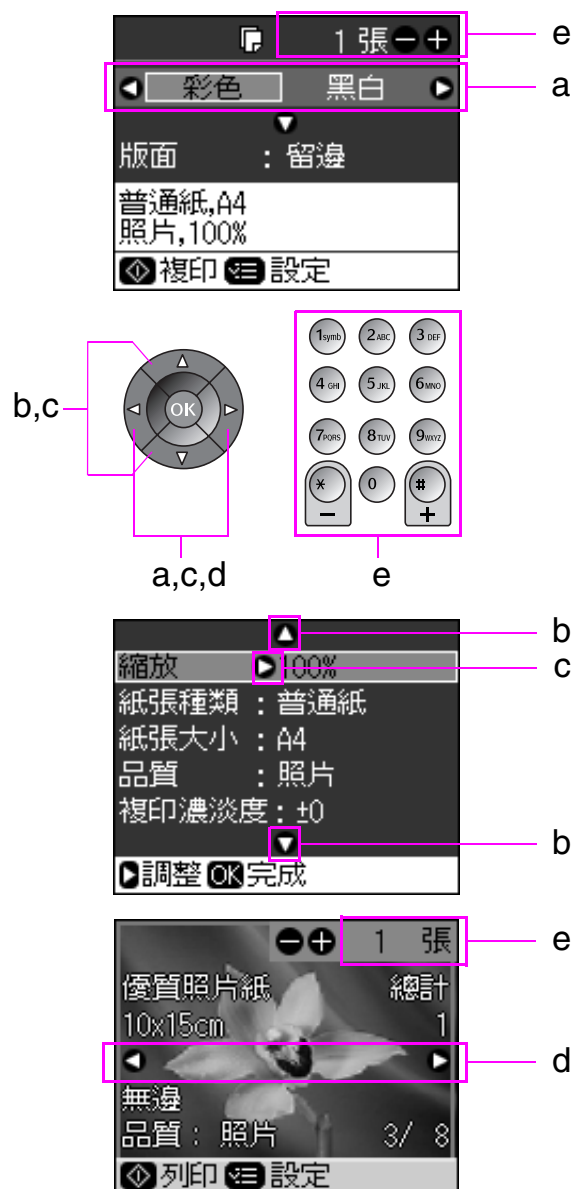 1 張 e
彩色 黑白 a
版面 : 留邊
普通紙,A4
照片,100%
複印 設定
b,c
OK
a,c,d
1symb 2ABC 3DEF
4GHI 5JKL 6MNO
7PQRS 8TUV 9WXYZ
* 0 #
− +
e
b
縮放 100% c
紙張種類 : 普通紙
紙張大小 : A4
品質 : 照片
複印濃淡度 : ±0
b
調整 OK 完成
1 張 e
優質照片紙 總計
10x15cm 1
d
無邊
品質 : 照片 3/ 8
列印 設定